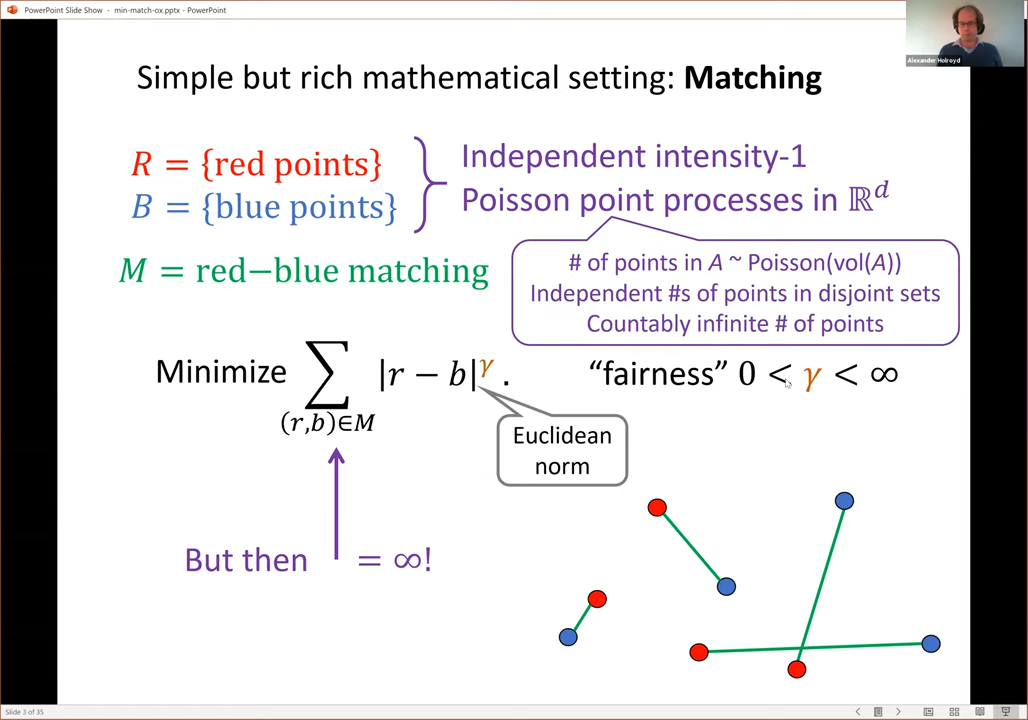 PowerPoint Slide Show - min-match-ox.pptx - PowerPoint
Alexander Holroyd
Simple but rich mathematical setting: Matching
R = {red points}
B = {blue points}
Independent intensity-1
Poisson point processes in ℝ^d
# of points in A ~ Poisson(vol(A))
Independent #s of points in disjoint sets
Countably infinite # of points
M = red−blue matching
Minimize ∑_{(r,b)∈M} |r − b|^γ . “fairness” 0 < γ < ∞
Euclidean
norm
But then = ∞!
Slide 3 of 35